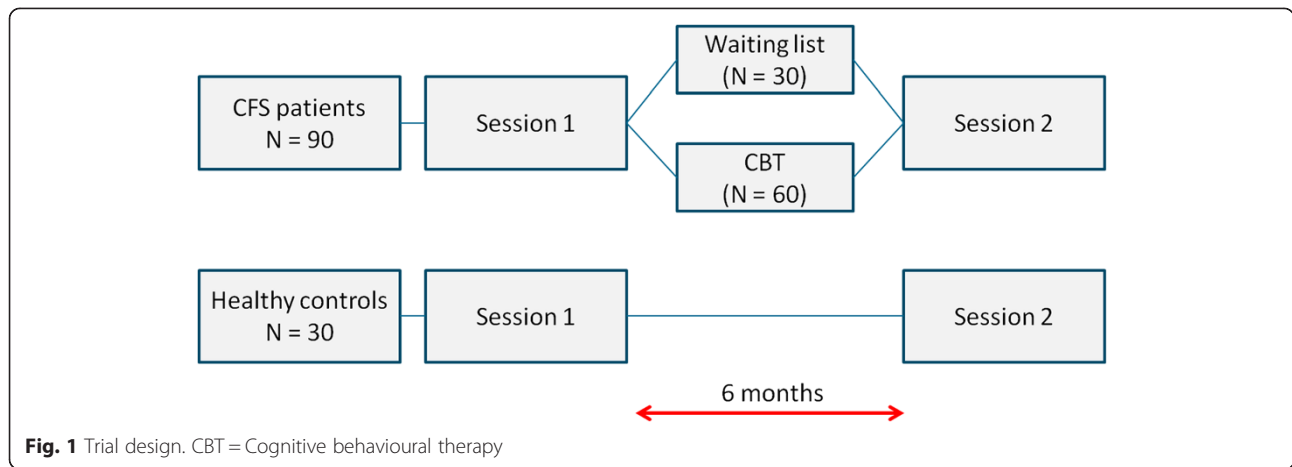 Waiting list
(N = 30)
CFS patients
N = 90
Session 1
CBT
(N = 60)
Session 2
Healthy controls
N = 30
Session 1
Session 2
6 months
Fig. 1 Trial design. CBT = Cognitive behavioural therapy